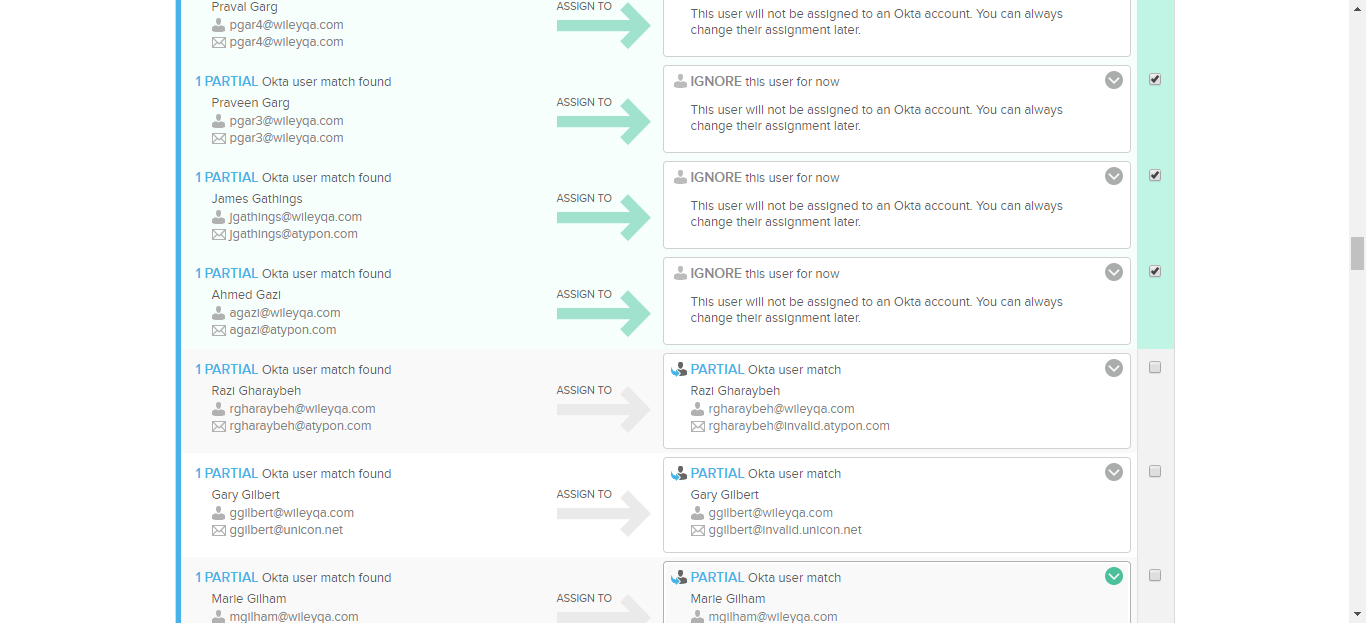 Praval Garg
pgar4@wileyqa.com
pgar4@wileyqa.com
ASSIGN TO
This user will not be assigned to an Okta account. You can always
change their assignment later.
1 PARTIAL Okta user match found
Praveen Garg
pgar3@wileyqa.com
pgar3@wileyqa.com
ASSIGN TO
IGNORE this user for now
This user will not be assigned to an Okta account. You can always
change their assignment later.
1 PARTIAL Okta user match found
James Gathings
jgathings@wileyqa.com
jgathings@atypon.com
ASSIGN TO
IGNORE this user for now
This user will not be assigned to an Okta account. You can always
change their assignment later.
1 PARTIAL Okta user match found
Ahmed Gazi
agazi@wileyqa.com
agazi@atypon.com
ASSIGN TO
IGNORE this user for now
This user will not be assigned to an Okta account. You can always
change their assignment later.
1 PARTIAL Okta user match found
Razi Gharaybeh
rgharaybeh@wileyqa.com
rgharaybeh@atypon.com
ASSIGN TO
PARTIAL Okta user match
Razi Gharaybeh
rgharaybeh@wileyqa.com
rgharaybeh@invalid.atypon.com
1 PARTIAL Okta user match found
Gary Gilbert
ggilbert@wileyqa.com
ggilbert@unicon.net
ASSIGN TO
PARTIAL Okta user match
Gary Gilbert
ggilbert@wileyqa.com
ggilbert@invalid.unicon.net
1 PARTIAL Okta user match found
Marie Gilham
mgilham@wileyqa.com
ASSIGN TO
PARTIAL Okta user match
Marie Gilham
mgilham@wileyqa.com